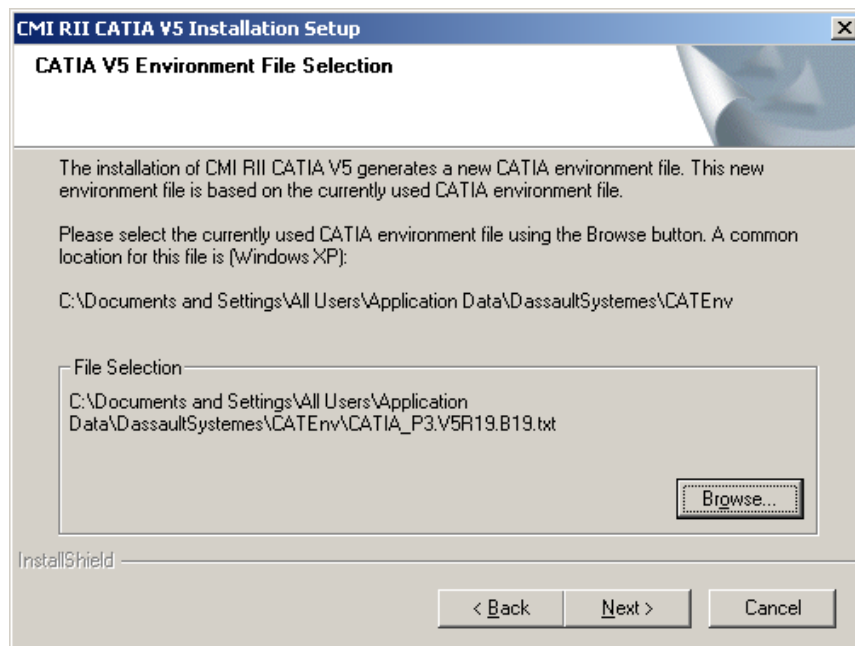 CMI RII CATIA V5 Installation Setup
CATIA V5 Environment File Selection
The installation of CMI RII CATIA V5 generates a new CATIA environment file. This new
environment file is based on the currently used CATIA environment file.
Please select the currently used CATIA environment file using the Browse button. A common
location for this file is (Windows XP):
C:\Documents and Settings\All Users\Application Data\DassaultSystemes\CATEnv
File Selection
C:\Documents and Settings\All Users\Application
Data\DassaultSystemes\CATEnv\CATIA_P3.V5R19.B19.txt
Browse...
InstallShield
< Back
Next >
Cancel